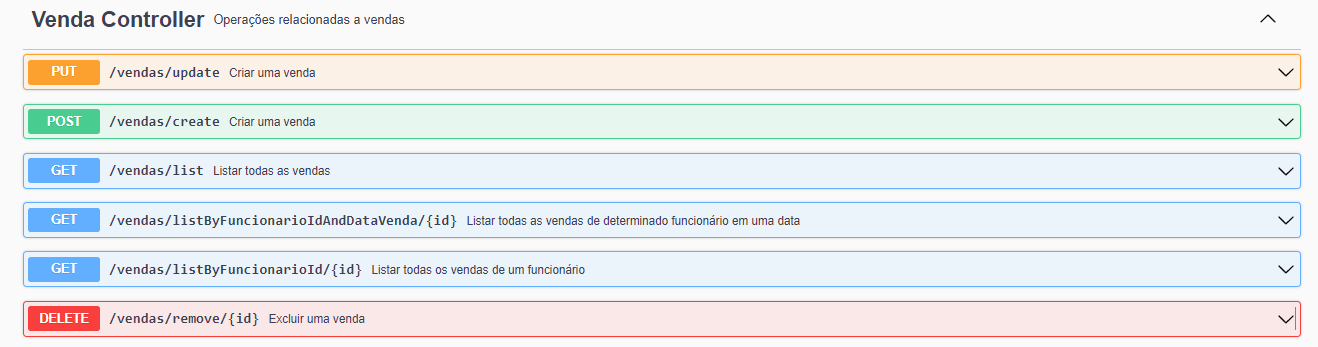 Venda Controller Operações relacionadas a vendas
PUT /vendas/update Criar uma venda
POST /vendas/create Criar uma venda
GET /vendas/list Listar todas as vendas
GET /vendas/listByFuncionarioIdAndDataVenda/{id} Listar todas as vendas de determinado funcionário em uma data
GET /vendas/listByFuncionarioId/{id} Listar todas os vendas de um funcionário
DELETE /vendas/remove/{id} Excluir uma venda